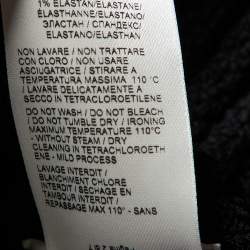 1% ELASTAN/ELASTANE/
ELASTHANNE/ELASTANO/
ЭЛАСТАН / СПАНДЕКС/
ELASTANO/ELASTAN
NON LAVARE / NON TRATTARE
CON CLORO / NON USARE
ASCIUGATRICE / STIRARE A
TEMPERATURA MASSIMA 110 °C
/ LAVARE DELICATAMENTE A
SECCO IN TETRACLOROETILENE
DO NOT WASH / DO NOT BLEACH
/ DO NOT TUMBLE DRY / IRONING
MAXIMUM TEMPERATURE 110°C
- WITHOUT STEAM / DRY
CLEANING IN TETRACHLOROETH
ENE - MILD PROCESS
LAVAGE INTERDIT /
BLANCHIMENT CHLORE
INTERDIT / SECHAGE EN
TAMBOUR INTERDIT /
REPASSAGE MAX 110° - SANS